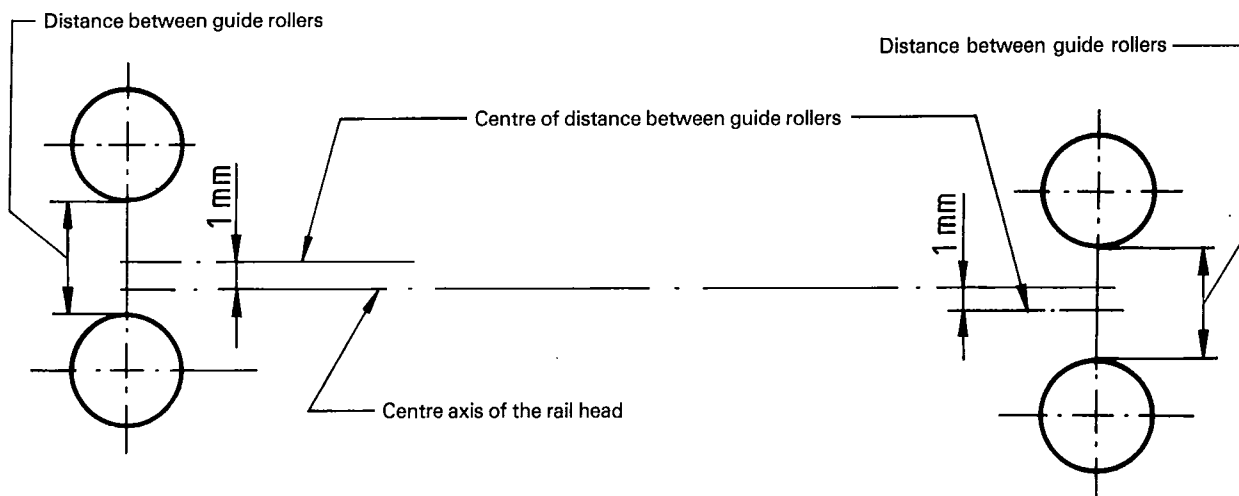 Distance between guide rollers
Distance between guide rollers
Centre of distance between guide rollers
1 mm
1 mm
Centre axis of the rail head